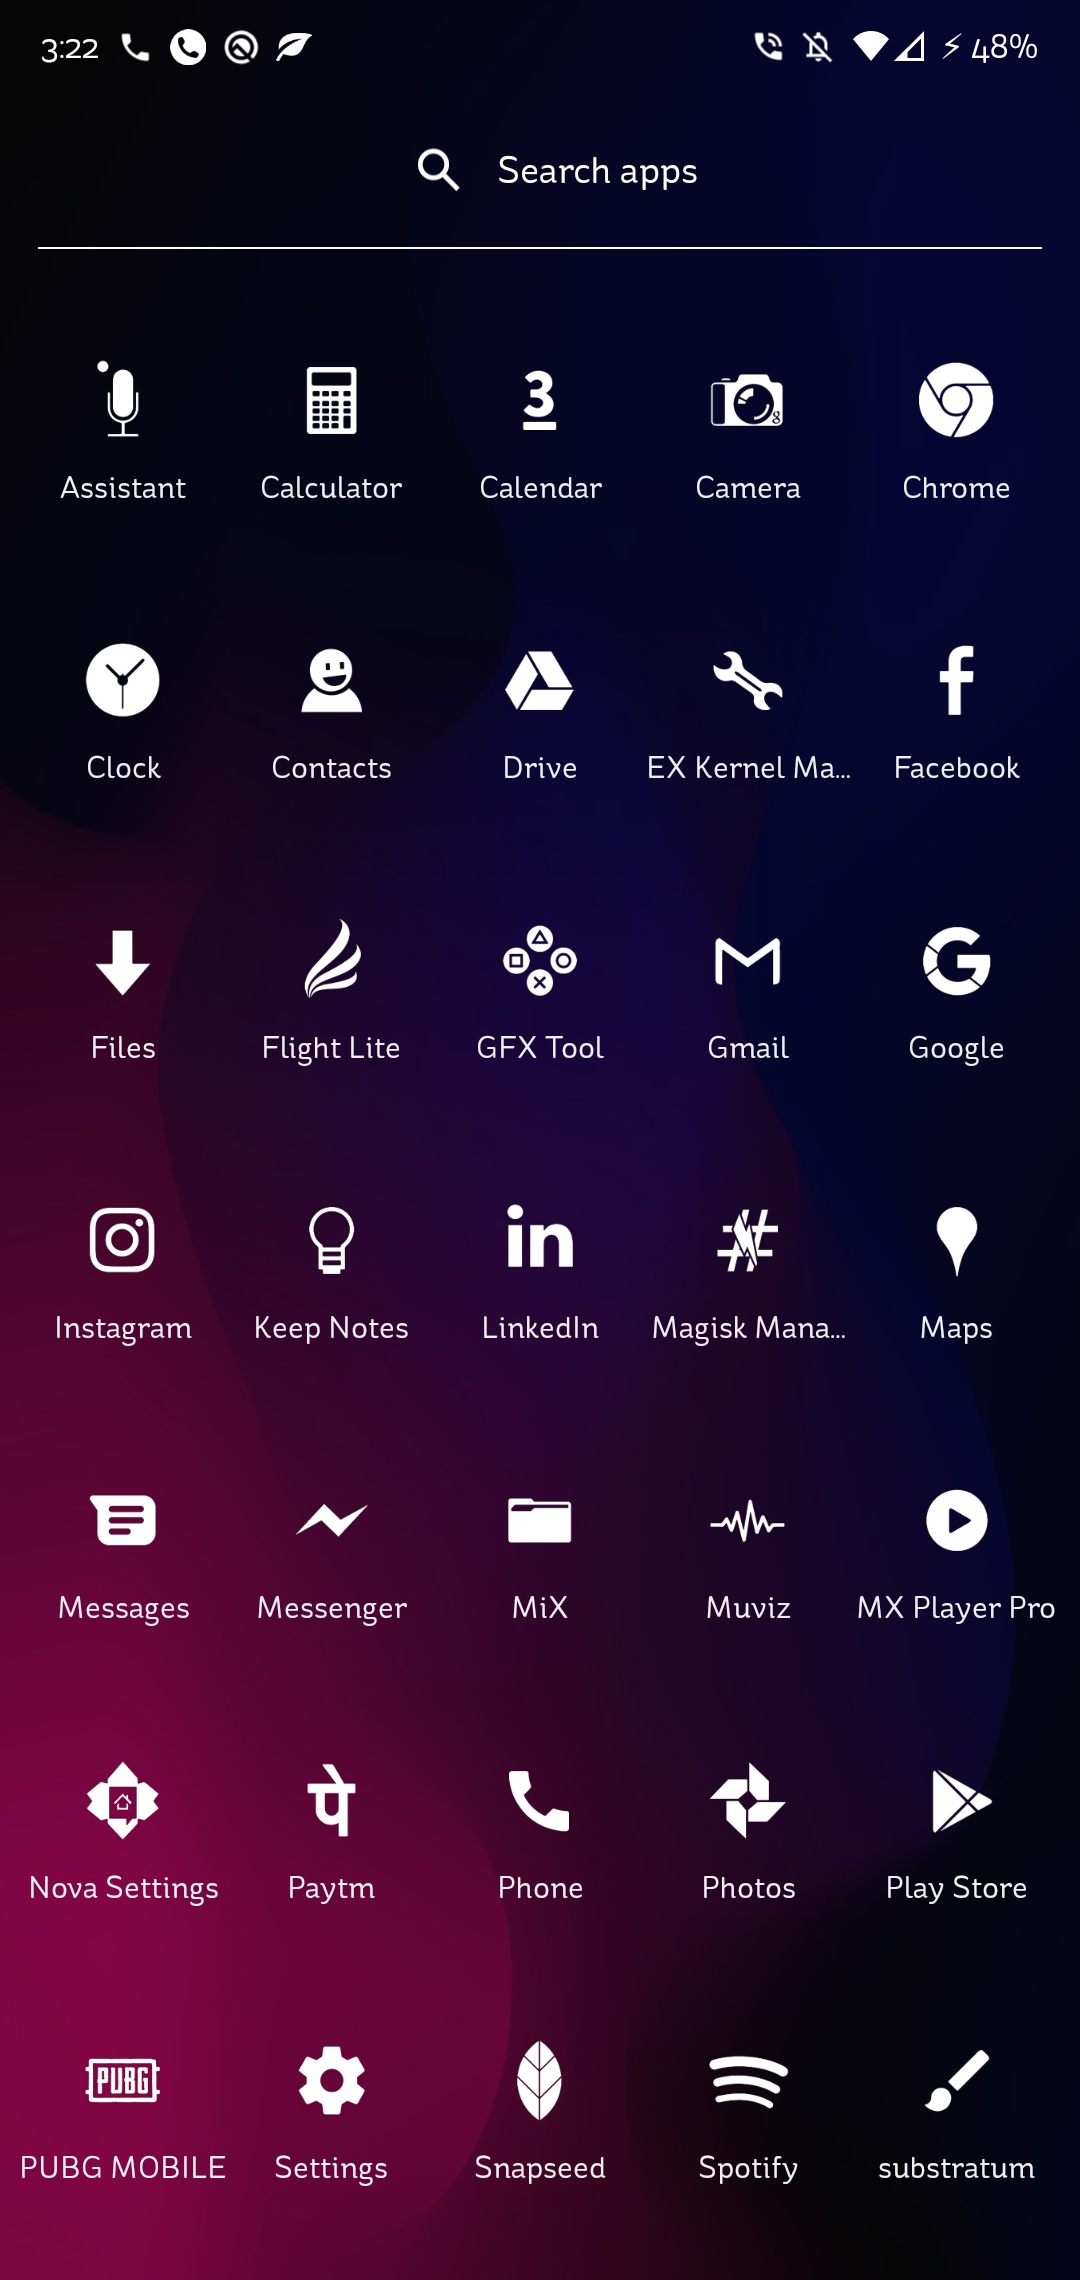 3:22 48%
Search apps
3
Assistant Calculator Calendar Camera Chrome
Clock Contacts Drive EX Kernel Ma... Facebook
Files Flight Lite GFX Tool Gmail Google
in
Instagram Keep Notes LinkedIn Magisk Mana... Maps
Messages Messenger MiX Muviz MX Player Pro
पे
Nova Settings Paytm Phone Photos Play Store
PUBG
PUBG MOBILE Settings Snapseed Spotify substratum